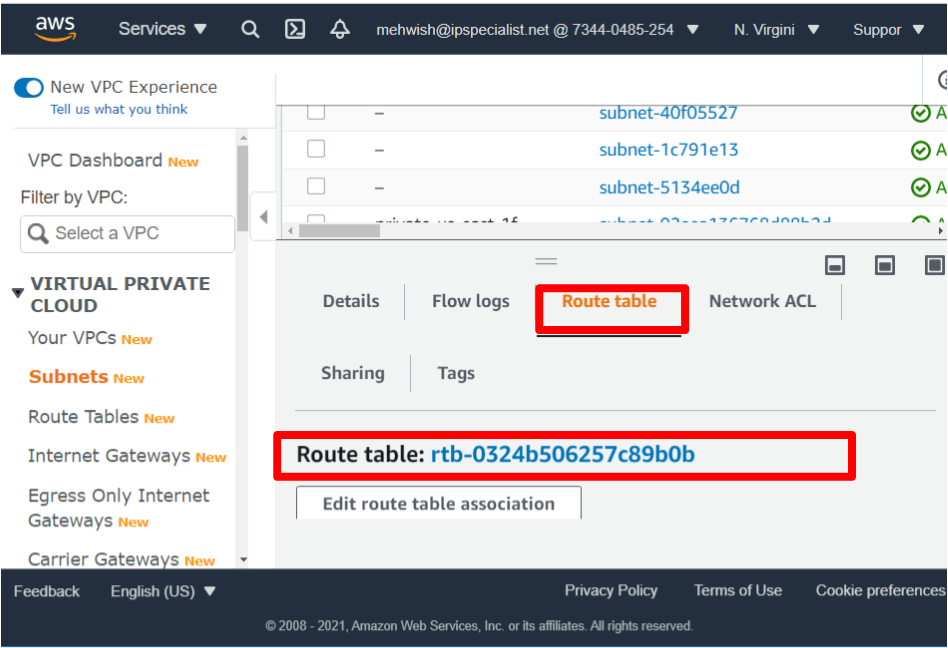 aws Services mehwish@ipspecialist.net @ 7344-0485-254 N. Virgini Suppor
New VPC Experience
Tell us what you think
VPC Dashboard New
Filter by VPC:
Select a VPC
VIRTUAL PRIVATE
CLOUD
Your VPCs New
Subnets New
Route Tables New
Internet Gateways New
Egress Only Internet
Gateways New
Carrier Gateways New
– subnet-40f05527 A
– subnet-1c791e13 A
– subnet-5134ee0d A
Details Flow logs Route table Network ACL
Sharing Tags
Route table: rtb-0324b506257c89b0b
Edit route table association
Feedback English (US) Privacy Policy Terms of Use Cookie preferences
© 2008 - 2021, Amazon Web Services, Inc. or its affiliates. All rights reserved.